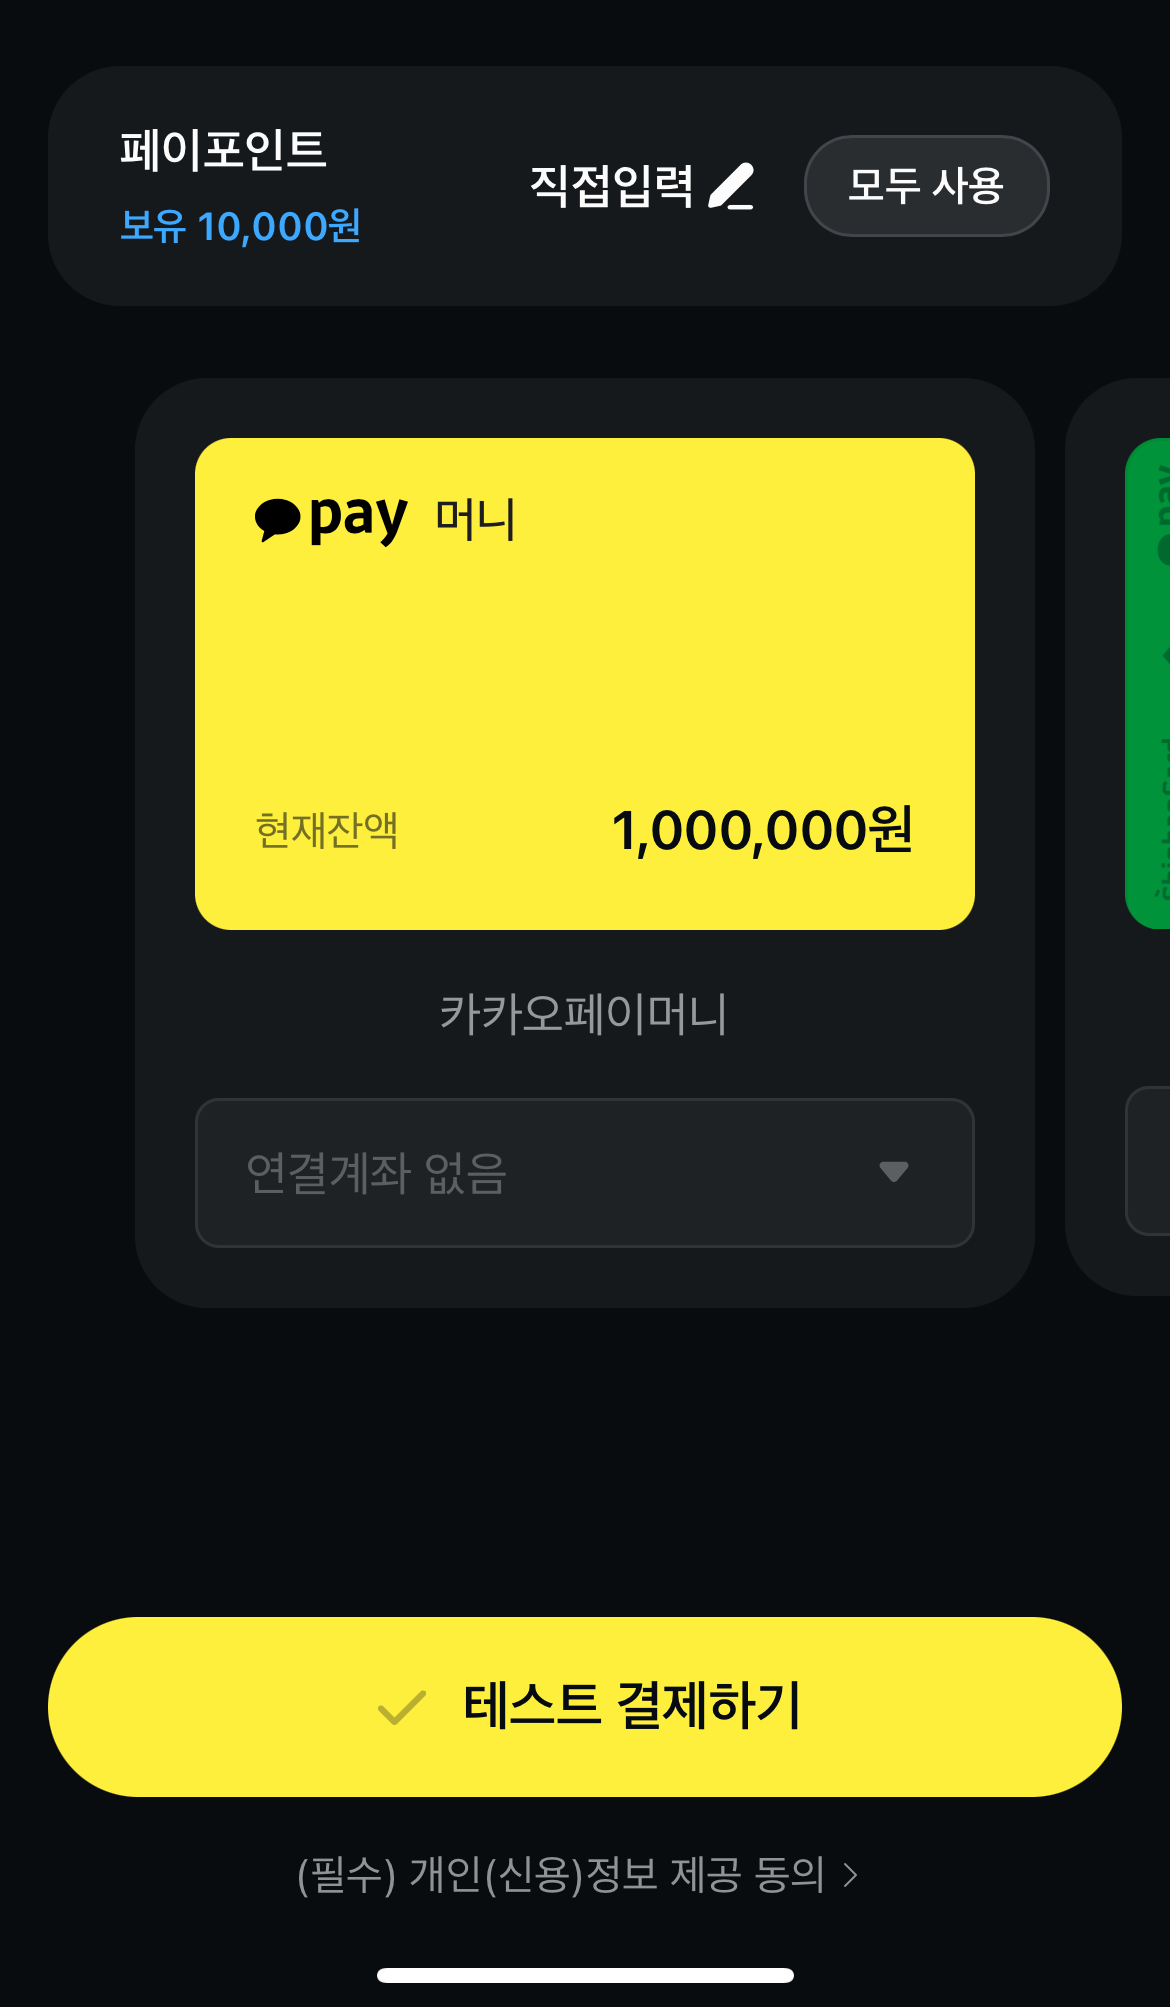 페이포인트
보유 10,000원
직접입력
모두 사용
pay 머니
현재잔액 1,000,000원
카카오페이머니
연결계좌 없음
테스트 결제하기
(필수) 개인(신용)정보 제공 동의 >
pay